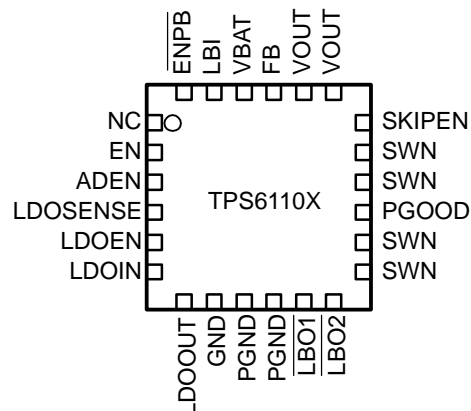 ENPB
LBI
VBAT
FB
VOUT
VOUT
NC
EN
ADEN
LDOSENSE
LDOEN
LDOIN
TPS6110X
SKIPEN
SWN
SWN
PGOOD
SWN
SWN
LDOOUT
GND
PGND
PGND
LBO1
LBO2